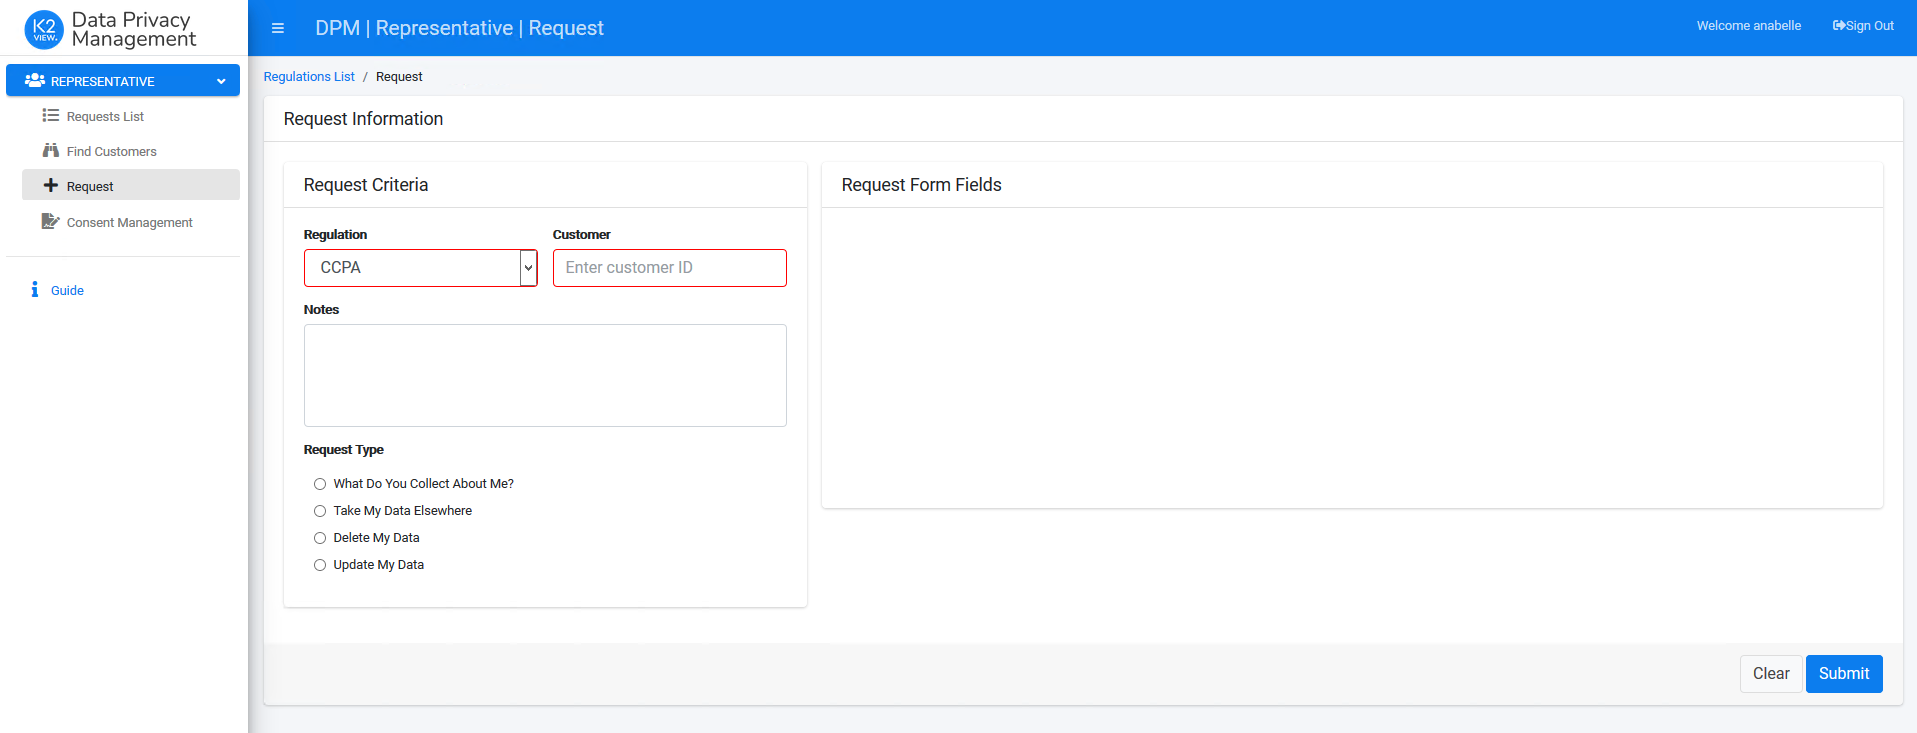 K2
VIEW.
Data Privacy
Management
DPM | Representative | Request
Welcome anabelle
Sign Out
REPRESENTATIVE
Requests List
Find Customers
Request
Consent Management
Guide
Regulations List / Request
Request Information
Request Criteria
Regulation
Customer
CCPA
Enter customer ID
Notes
Request Type
What Do You Collect About Me?
Take My Data Elsewhere
Delete My Data
Update My Data
Request Form Fields
Clear
Submit